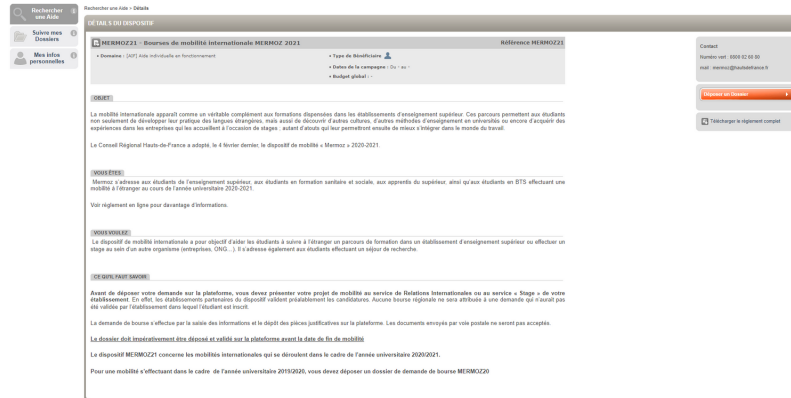 Rechercher
une Aide
Suivre mes
Dossiers
Mes infos
personnelles
Rechercher une Aide > Détails
DÉTAILS DU DISPOSITIF
MERMOZ21 - Bourses de mobilité internationale MERMOZ 2021
Référence MERMOZ21
• Domaine : [AIF] Aide individuelle en fonctionnement
• Type de Bénéficiaire
• Dates de la campagne : Du - au -
• Budget global : -
OBJET
La mobilité internationale apparaît comme un véritable complément aux formations dispensées dans les établissements d'enseignement supérieur. Ces parcours permettent aux étudiants
non seulement de développer leur pratique des langues étrangères, mais aussi de découvrir d'autres cultures, d'autres méthodes d'enseignement en universités ou encore d'acquérir des
expériences dans les entreprises qui les accueillent à l'occasion de stages ; autant d'atouts qui leur permettront ensuite de mieux s'intégrer dans le monde du travail.
Le Conseil Régional Hauts-de-France a adopté, le 4 février dernier, le dispositif de mobilité « Mermoz » 2020-2021.
VOUS ÊTES
Mermoz s'adresse aux étudiants de l'enseignement supérieur, aux étudiants en formation sanitaire et sociale, aux apprentis du supérieur, ainsi qu'aux étudiants en BTS effectuant une
mobilité à l'étranger au cours de l'année universitaire 2020-2021.
Voir règlement en ligne pour davantage d'informations.
VOUS VOULEZ
Le dispositif de mobilité internationale a pour objectif d'aider les étudiants à suivre à l'étranger un parcours de formation dans un établissement d'enseignement supérieur ou effectuer un
stage au sein d'un autre organisme (entreprises, ONG...). Il s'adresse également aux étudiants effectuant un séjour de recherche.
CE QU'IL FAUT SAVOIR
Avant de déposer votre demande sur la plateforme, vous devez présenter votre projet de mobilité au service de Relations Internationales ou au service « Stage » de votre
établissement. En effet, les établissements partenaires du dispositif valident préalablement les candidatures. Aucune bourse régionale ne sera attribuée à une demande qui n'aurait pas
été validée par l'établissement dans lequel l'étudiant est inscrit.
La demande de bourse s'effectue par la saisie des informations et le dépôt des pièces justificatives sur la plateforme. Les documents envoyés par voie postale ne seront pas acceptés.
Le dossier doit impérativement être déposé et validé sur la plateforme avant la date de fin de mobilité
Le dispositif MERMOZ21 concerne les mobilités internationales qui se déroulent dans le cadre de l'année universitaire 2020/2021.
Pour une mobilité s'effectuant dans le cadre de l'année universitaire 2019/2020, vous devez déposer un dossier de demande de bourse MERMOZ20
Contact
Numéro vert : 0800 02 60 80
mail : mermoz@hautsdefrance.fr
Déposer un Dossier
Télécharger le règlement complet